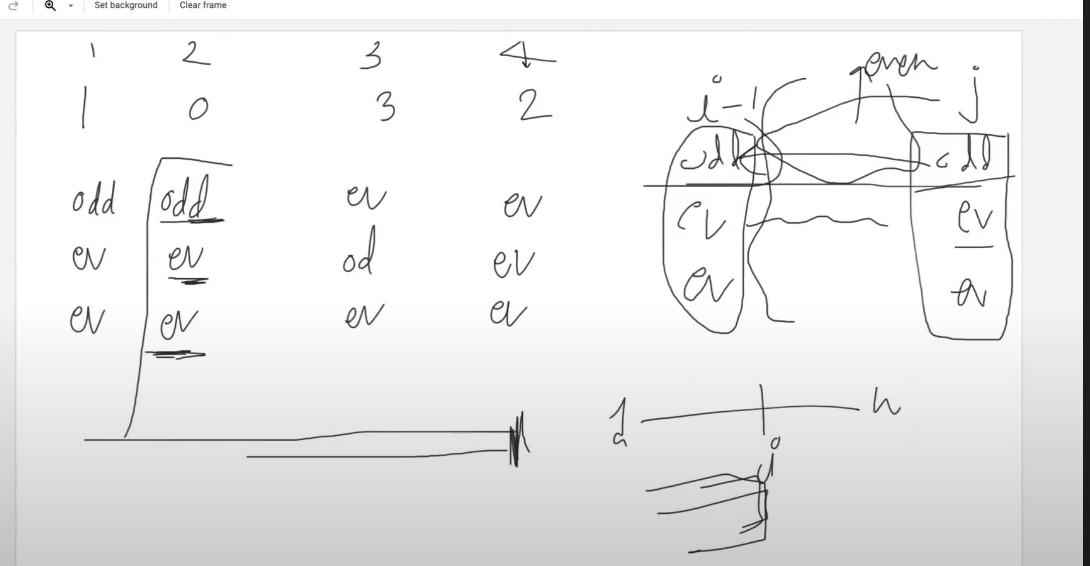 Set background Clear frame
1 2 3 4
1 0 3 2
even
i-1 j
odd odd ev ev
ev ev od ev
ev ev ev ev
odd odd
ev ev
ev ev
1 n
j